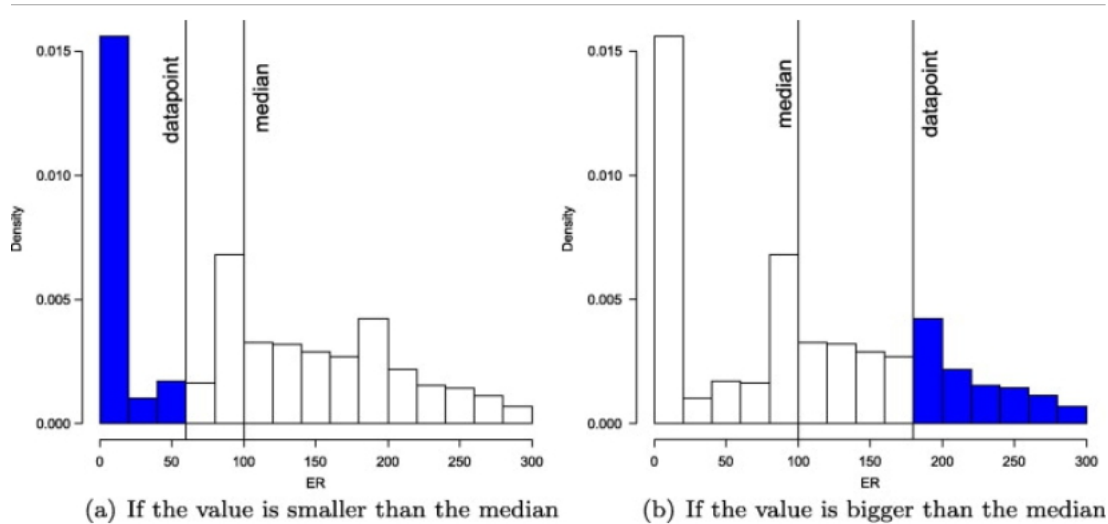 0.015
0.010
0.005
0.000
Density
datapoint
median
0 50 100 150 200 250 300
ER
(a) If the value is smaller than the median
0.015
0.010
0.005
0.000
Density
median
datapoint
0 50 100 150 200 250 300
ER
(b) If the value is bigger than the median